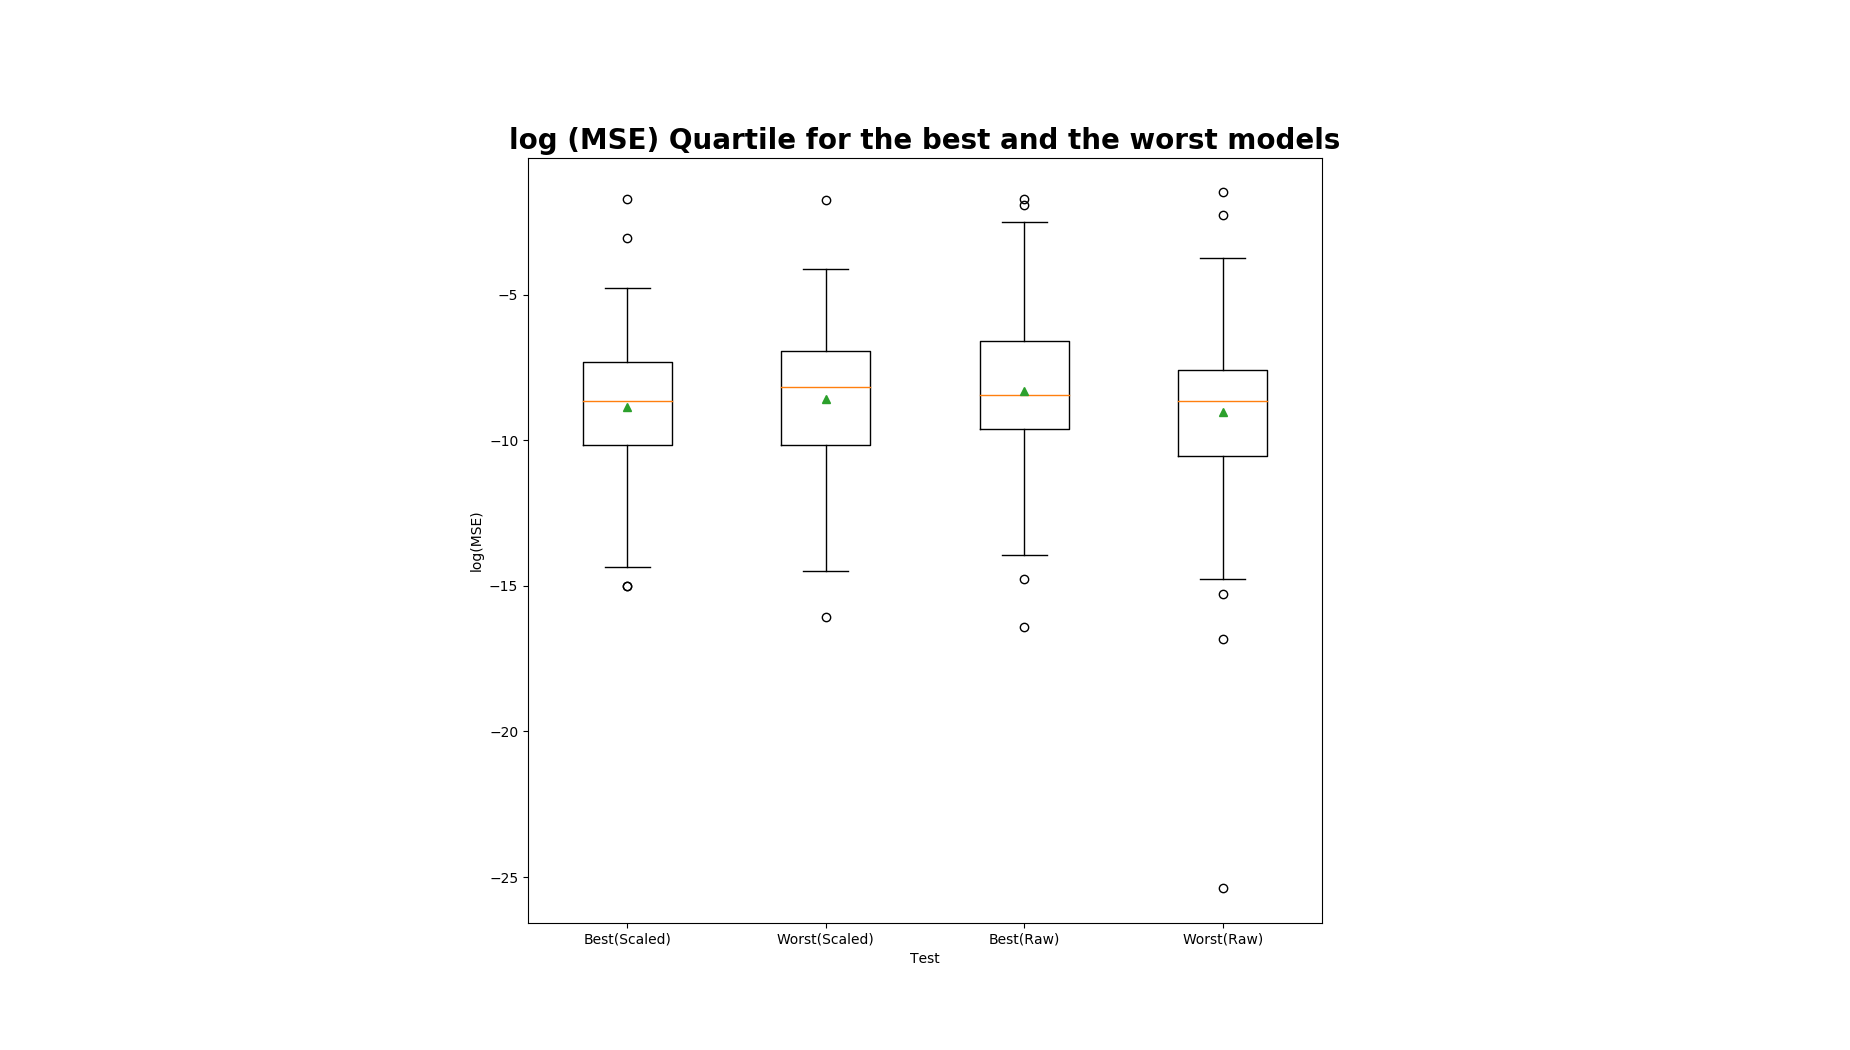 log (MSE) Quartile for the best and the worst models
−5
−10
−15
−20
−25
log(MSE)
Best(Scaled) Worst(Scaled) Best(Raw) Worst(Raw)
Test